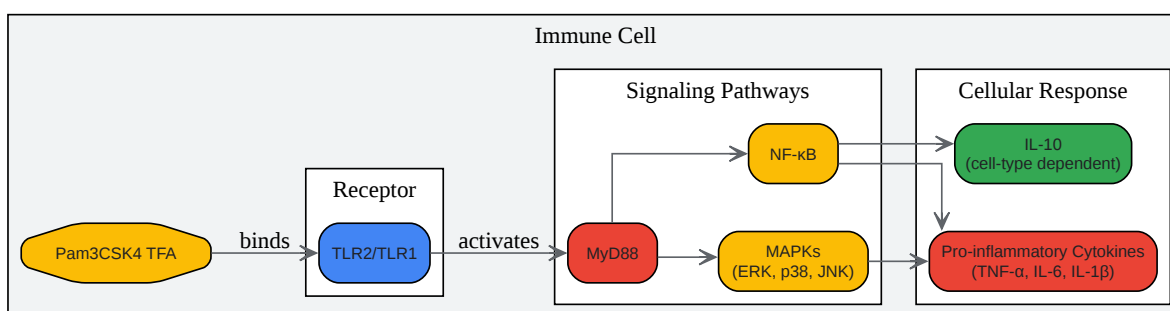 Immune Cell
Signaling Pathways
Cellular Response
NF-κB
IL-10
(cell-type dependent)
Receptor
Pam3CSK4 TFA
binds
TLR2/TLR1
activates
MyD88
MAPKs
(ERK, p38, JNK)
Pro-inflammatory Cytokines
(TNF-α, IL-6, IL-1β)